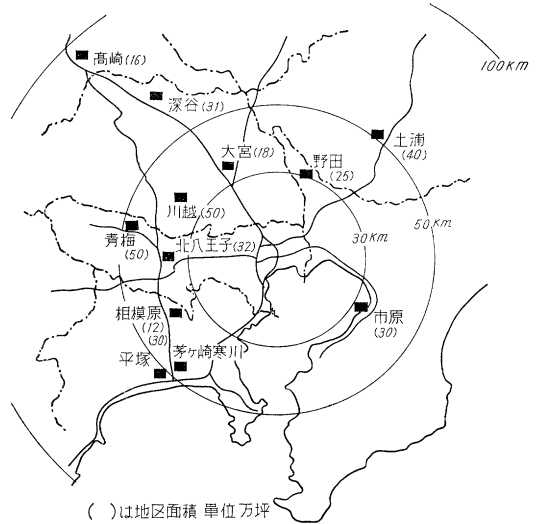 高崎(16)
100Km
深谷(31)
土浦
(40)
大宮(18)
野田
(25)
川越(50)
青梅
(50)
北八王子(32)
30Km
50Km
相模原
(12)
(30)
市原
(30)
平塚
茅ヶ崎寒川
( )は地区面積 単位万坪